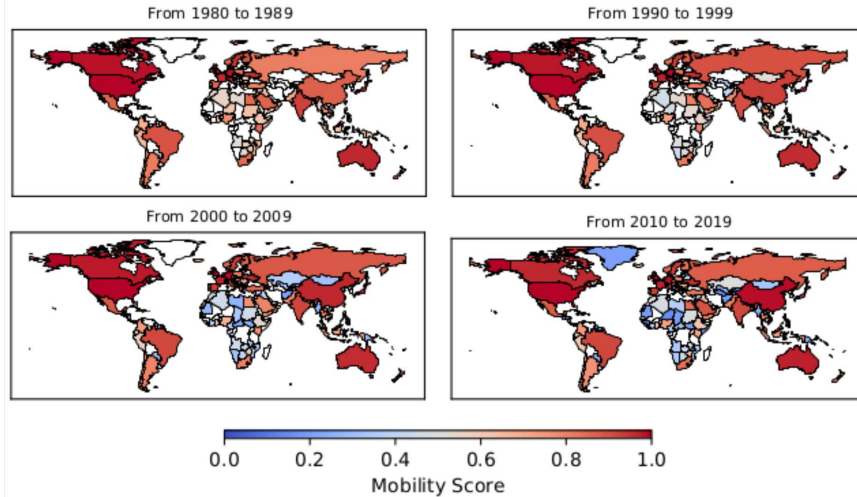 From 1980 to 1989
From 1990 to 1999
From 2000 to 2009
From 2010 to 2019
0.0 0.2 0.4 0.6 0.8 1.0
Mobility Score